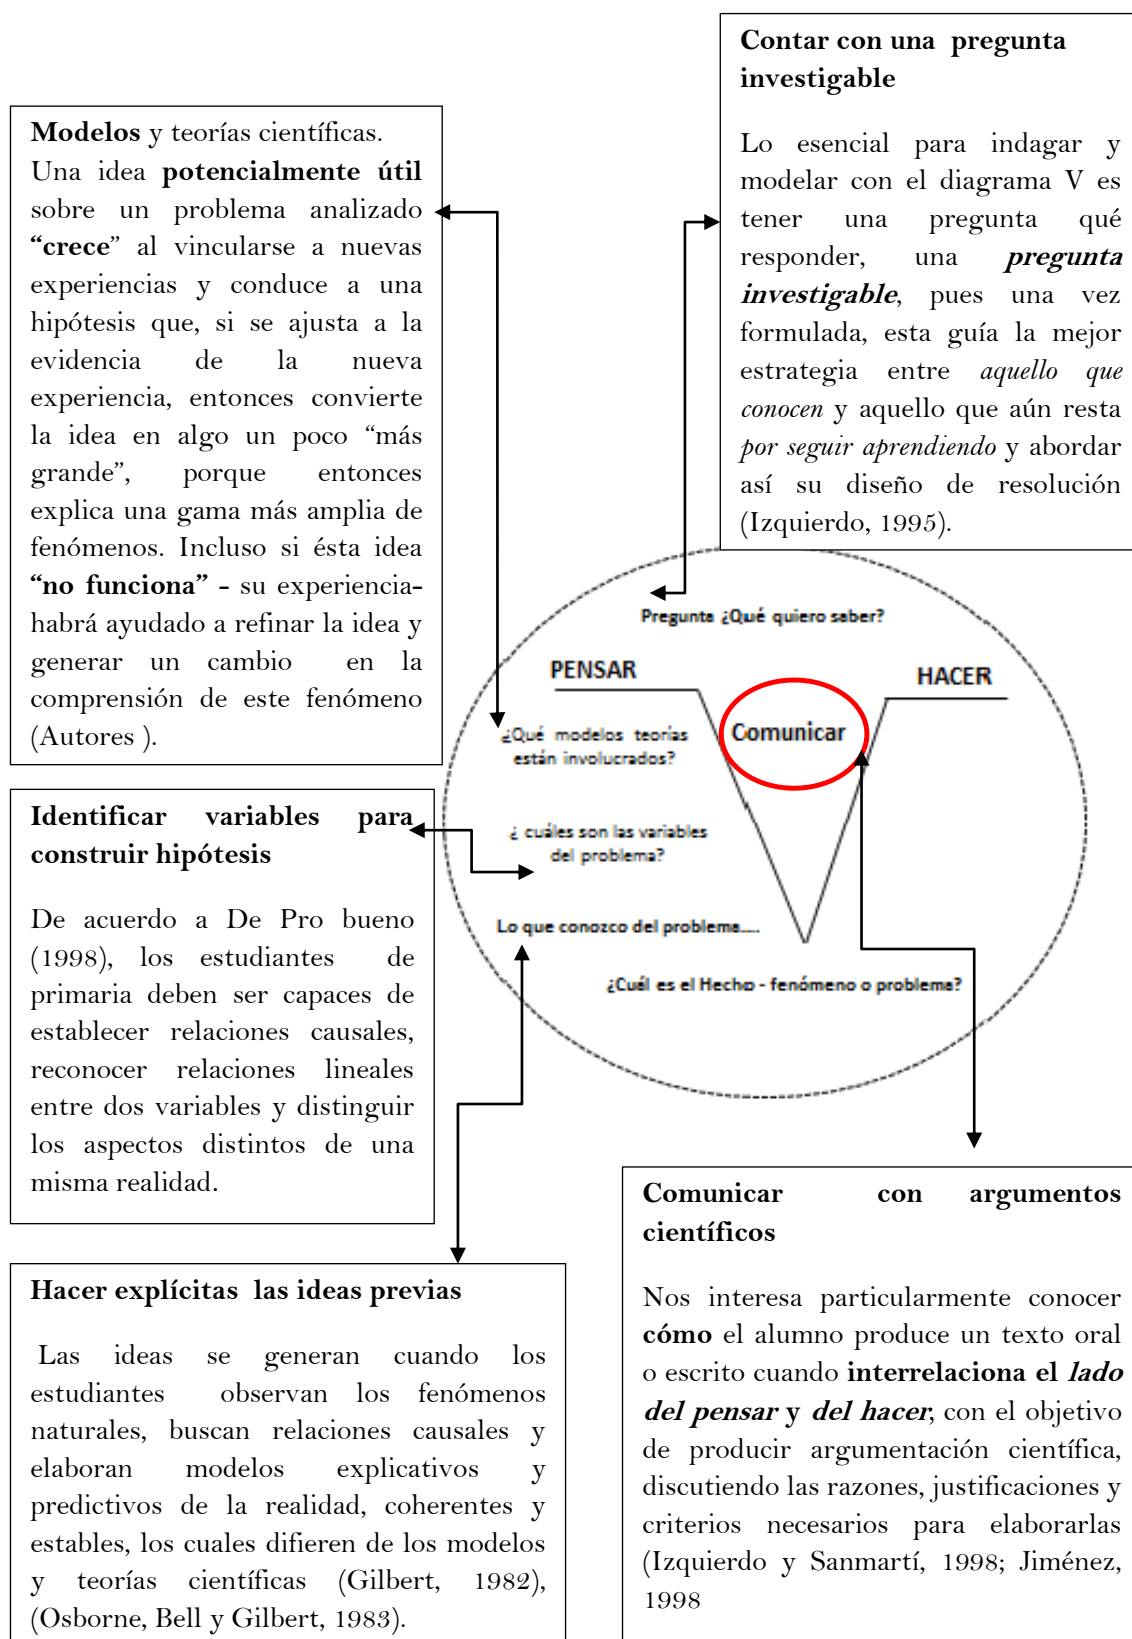 Contar con una pregunta
investigable
Lo esencial para indagar y
modelar con el diagrama V es
tener una pregunta qué
responder, una pregunta
investigable, pues una vez
formulada, esta guía la mejor
estrategia entre aquello que
conocen y aquello que aún resta
por seguir aprendiendo y abordar
así su diseño de resolución
(Izquierdo, 1995).
Modelos y teorías científicas.
Una idea potencialmente útil
sobre un problema analizado
“crece” al vincularse a nuevas
experiencias y conduce a una
hipótesis que, si se ajusta a la
evidencia de la nueva
experiencia, entonces convierte
la idea en algo un poco “más
grande”, porque entonces
explica una gama más amplia de
fenómenos. Incluso si ésta idea
“no funciona” - su experiencia-
habrá ayudado a refinar la idea y
generar un cambio en la
comprensión de este fenómeno
(Autores ).
Pregunta ¿Qué quiero saber?
PENSAR
HACER
Comunicar
¿Qué modelos teorías
están involucrados?
¿ cuáles son las variables
del problema?
Lo que conozco del problema.....
¿Cuál es el Hecho - fenómeno o problema?
Identificar variables para
construir hipótesis
De acuerdo a De Pro bueno
(1998), los estudiantes de
primaria deben ser capaces de
establecer relaciones causales,
reconocer relaciones lineales
entre dos variables y distinguir
los aspectos distintos de una
misma realidad.
Hacer explícitas las ideas previas
Las ideas se generan cuando los
estudiantes observan los fenómenos
naturales, buscan relaciones causales y
elaboran modelos explicativos y
predictivos de la realidad, coherentes y
estables, los cuales difieren de los modelos
y teorías científicas (Gilbert, 1982),
(Osborne, Bell y Gilbert, 1983).
Comunicar con argumentos
científicos
Nos interesa particularmente conocer
cómo el alumno produce un texto oral
o escrito cuando interrelaciona el lado
del pensar y del hacer, con el objetivo
de producir argumentación científica,
discutiendo las razones, justificaciones y
criterios necesarios para elaborarlas
(Izquierdo y Sanmartí, 1998; Jiménez,
1998